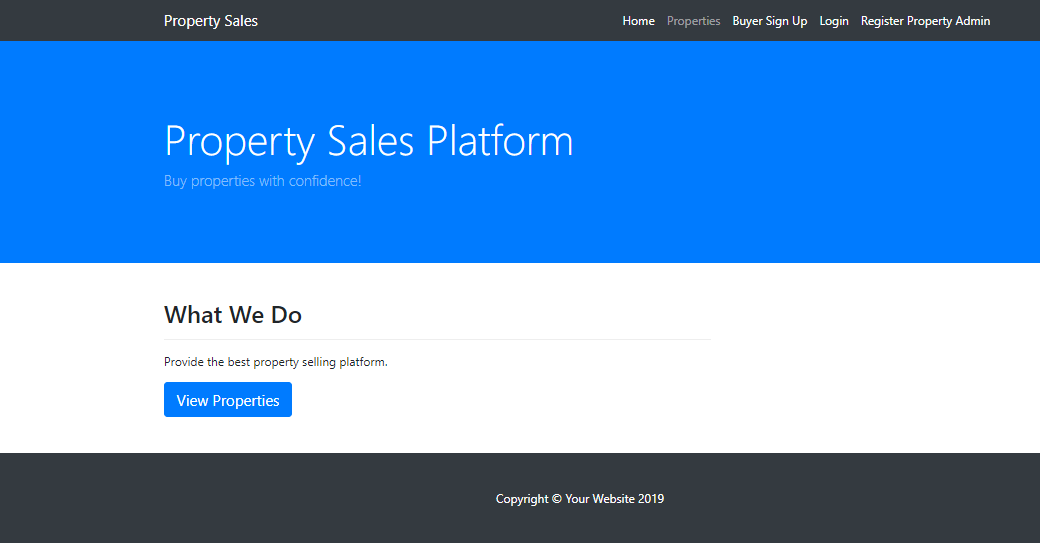 Property Sales
Home Properties Buyer Sign Up Login Register Property Admin
Property Sales Platform
Buy properties with confidence!
What We Do
Provide the best property selling platform.
View Properties
Copyright © Your Website 2019